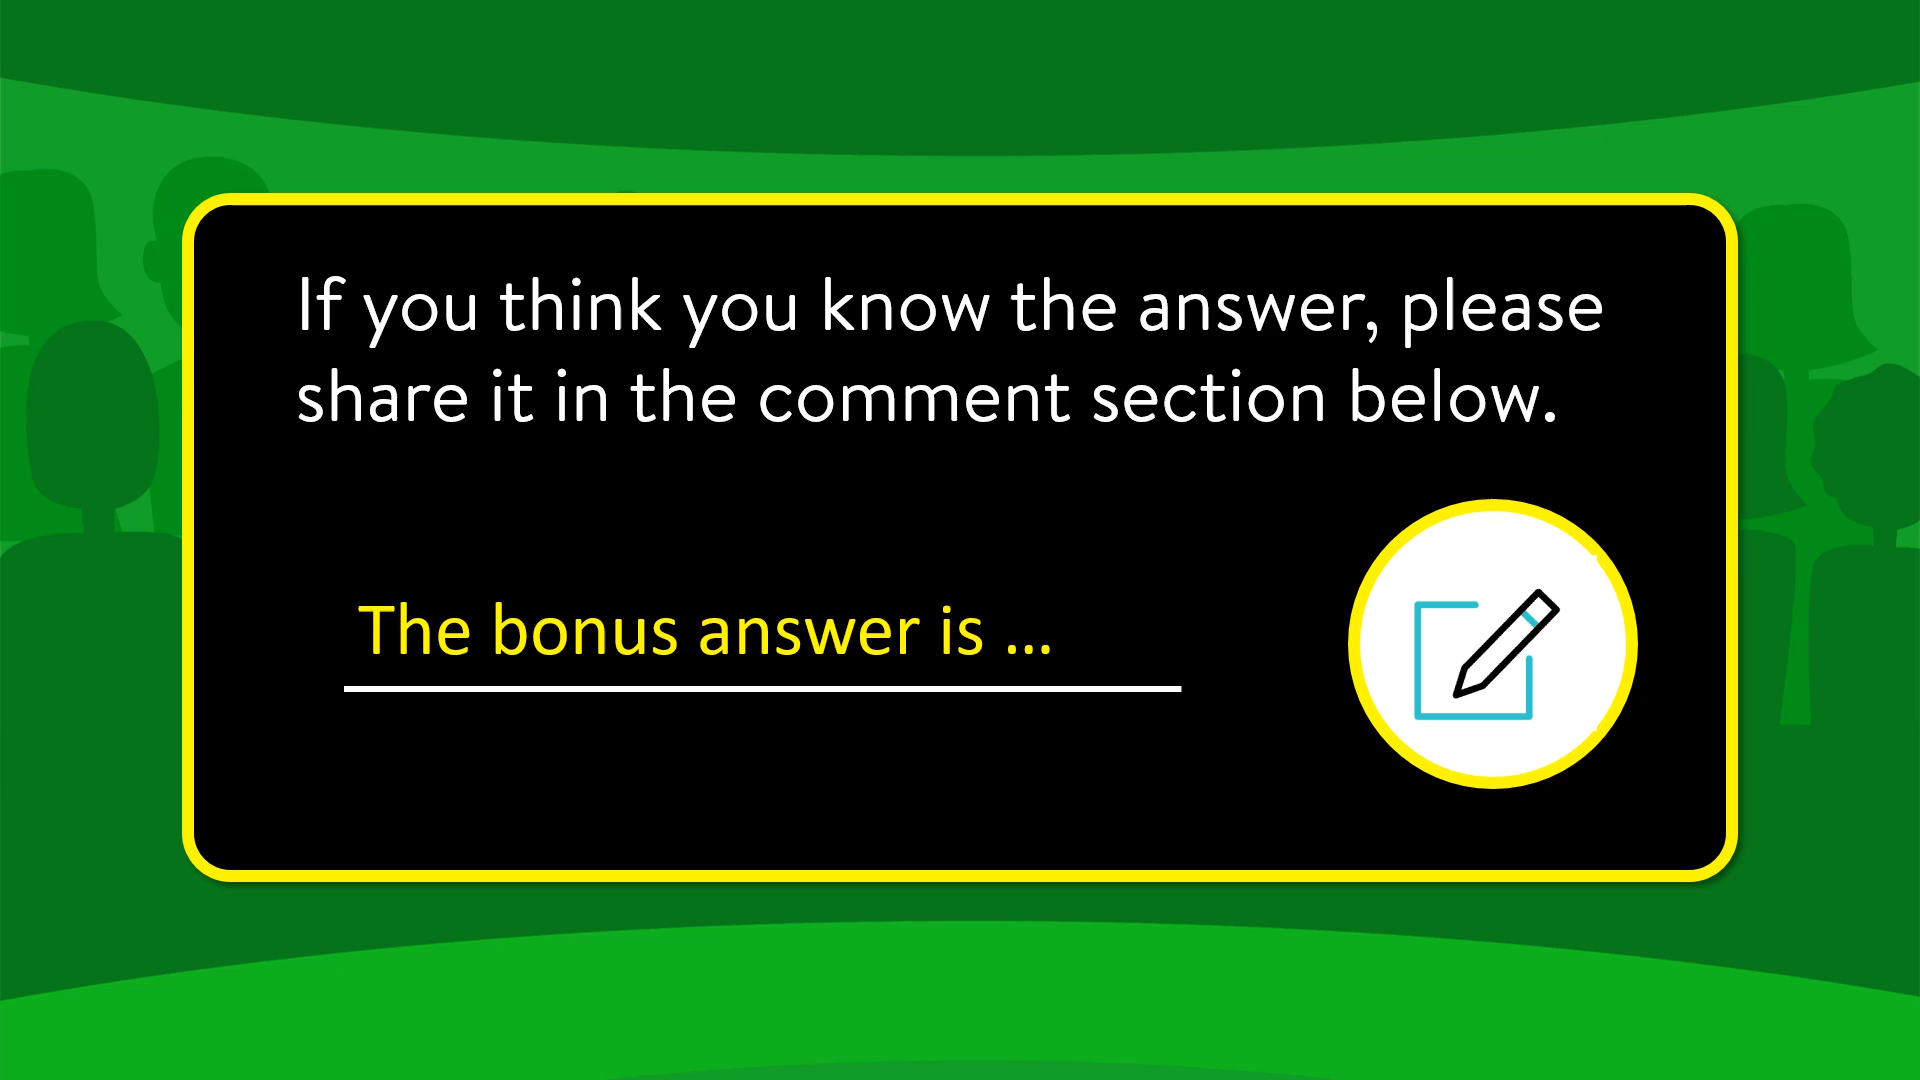 If you think you know the answer, please
share it in the comment section below.
The bonus answer is ...